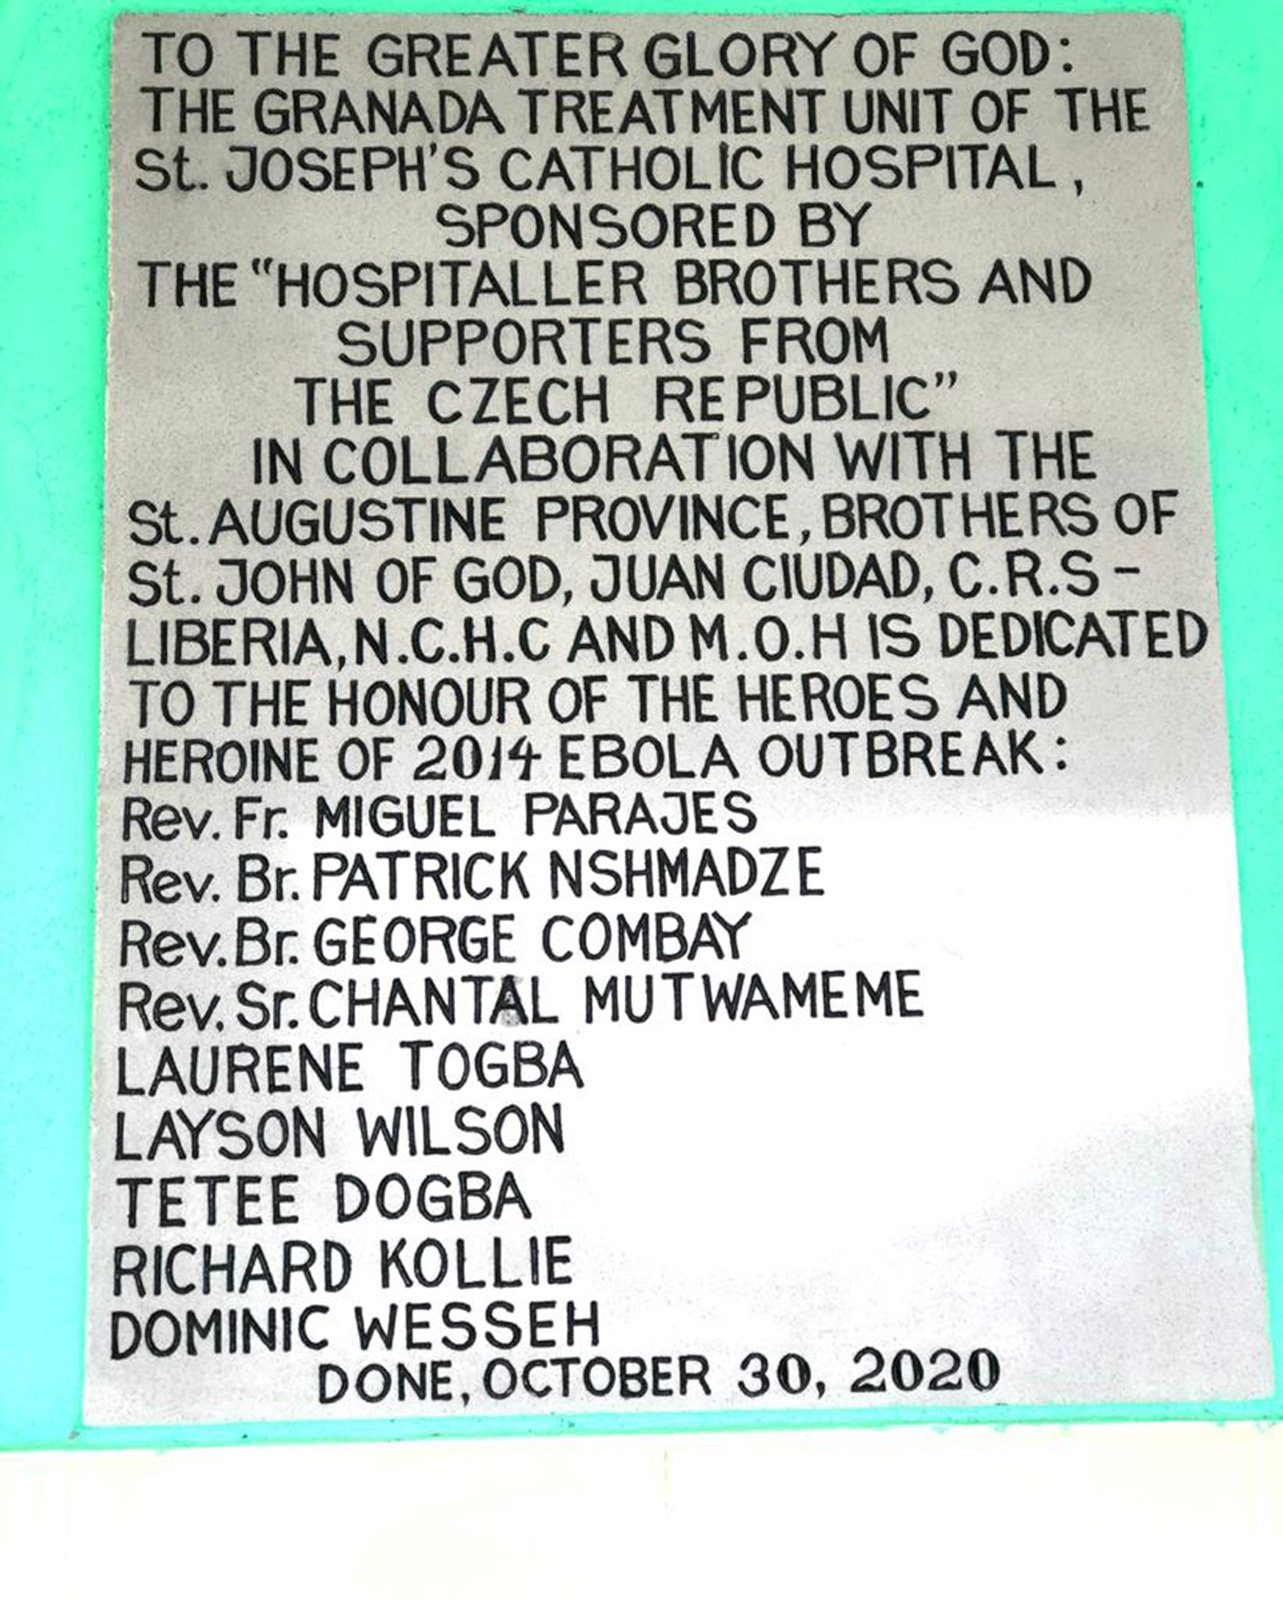 TO THE GREATER GLORY OF GOD:
THE GRANADA TREATMENT UNIT OF THE
St. JOSEPH'S CATHOLIC HOSPITAL,
SPONSORED BY
THE "HOSPITALLER BROTHERS AND
SUPPORTERS FROM
THE CZECH REPUBLIC"
IN COLLABORATION WITH THE
St. AUGUSTINE PROVINCE, BROTHERS OF
St. JOHN OF GOD, JUAN CIUDAD, C.R.S -
LIBERIA, N.C.H.C AND M.O.H IS DEDICATED
TO THE HONOUR OF THE HEROES AND
HEROINE OF 2014 EBOLA OUTBREAK:
Rev. Fr. MIGUEL PARAJES
Rev. Br. PATRICK NSHMADZE
Rev. Br. GEORGE COMBAY
Rev. Sr. CHANTAL MUTWAMEME
LAURENE TOGBA
LAYSON WILSON
TETEE DOGBA
RICHARD KOLLIE
DOMINIC WESSEH
DONE, OCTOBER 30, 2020